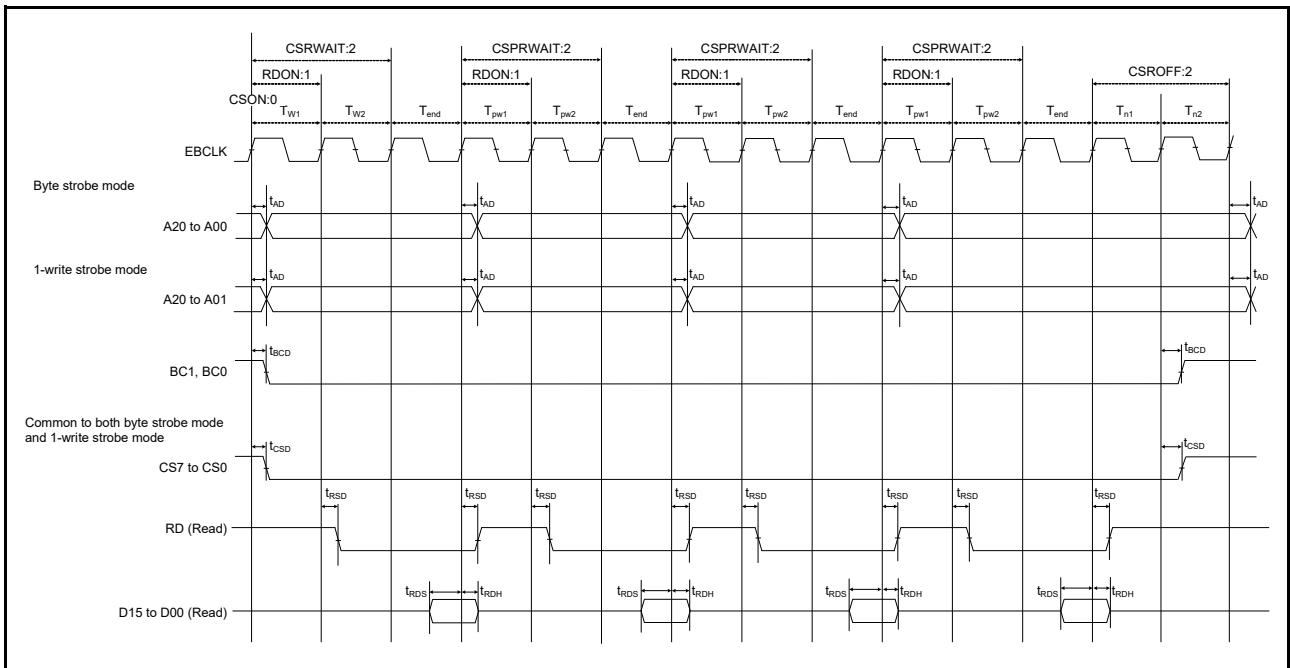 CSRWAIT:2 CSPRWAIT:2 CSPRWAIT:2 CSPRWAIT:2
RDON:1 RDON:1 RDON:1 RDON:1 CSROFF:2
CSON:0
TW1 TW2 Tend Tpw1 Tpw2 Tend Tpw1 Tpw2 Tend Tpw1 Tpw2 Tend Tn1 Tn2
EBCLK
Byte strobe mode
tAD tAD tAD tAD tAD
A20 to A00
1-write strobe mode
tAD tAD tAD tAD tAD
A20 to A01
tBCD tBCD
BC1, BC0
Common to both byte strobe mode
and 1-write strobe mode
tCSD tCSD
CS7 to CS0
tRSD tRSD tRSD tRSD tRSD tRSD tRSD tRSD
RD (Read)
tRDS tRDH tRDS tRDH tRDS tRDH tRDS tRDH
D15 to D00 (Read)